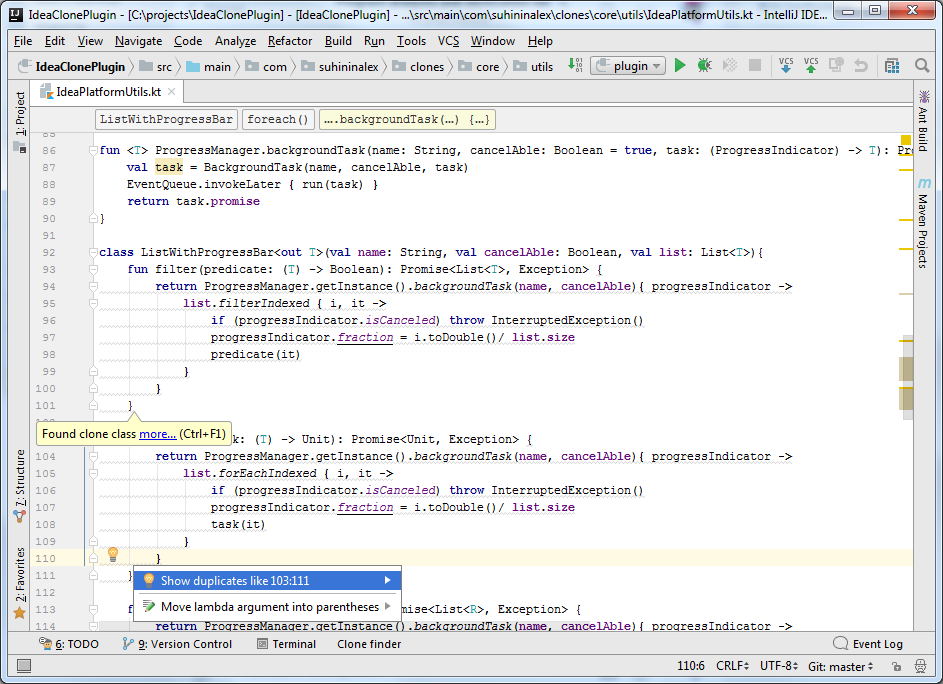 IdeaClonePlugin - [C:\projects\IdeaClonePlugin] - [IdeaClonePlugin] - ...\src\main\com\suhininalex\clones\core\utils\IdeaPlatformUtils.kt - IntelliJ IDE...
File Edit View Navigate Code Analyze Refactor Build Run Tools VCS Window Help
IdeaClonePlugin src main com suhininalex clones core utils plugin VCS VCS
1: Project
7: Structure
2: Favorites
IdeaPlatformUtils.kt
ListWithProgressBar foreach() ....backgroundTask(…) {…}
85
86 fun <T> ProgressManager.backgroundTask(name: String, cancelAble: Boolean = true, task: (ProgressIndicator) -> T): Pro
87 val task = BackgroundTask(name, cancelAble, task)
88 EventQueue.invokeLater { run(task) }
89 return task.promise
90 }
91
92 class ListWithProgressBar<out T>(val name: String, val cancelAble: Boolean, val list: List<T>){
93 fun filter(predicate: (T) -> Boolean): Promise<List<T>, Exception> {
94 return ProgressManager.getInstance().backgroundTask(name, cancelAble){ progressIndicator ->
95 list.filterIndexed { i, it ->
96 if (progressIndicator.isCanceled) throw InterruptedException()
97 progressIndicator.fraction = i.toDouble()/ list.size
98 predicate(it)
99 }
100 }
101 }
Found clone class more... (Ctrl+F1)
k: (T) -> Unit): Promise<Unit, Exception> {
104 return ProgressManager.getInstance().backgroundTask(name, cancelAble){ progressIndicator ->
105 list.forEachIndexed { i, it ->
106 if (progressIndicator.isCanceled) throw InterruptedException()
107 progressIndicator.fraction = i.toDouble()/ list.size
108 task(it)
109 }
110 }
111 }
Show duplicates like 103:111
112
Move lambda argument into parentheses
113 f mise<List<R>, Exception> {
114 return ProgressManager.getInstance().backgroundTask(name, cancelAble){ progressIndicator ->
Ant Build
m Maven Projects
6: TODO 9: Version Control Terminal Clone finder Event Log
110:6 CRLF UTF-8 Git: master